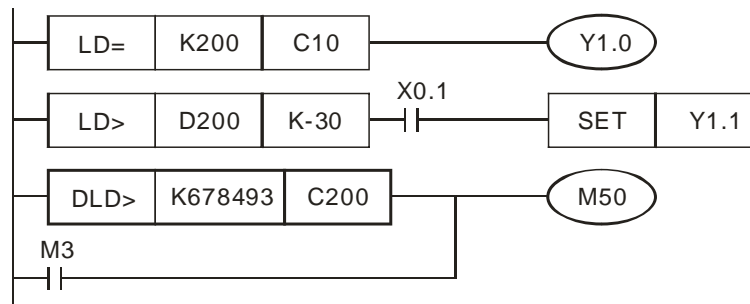 LD= K200 C10 Y1.0
X0.1
LD> D200 K-30 SET Y1.1
DLD> K678493 C200 M50
M3